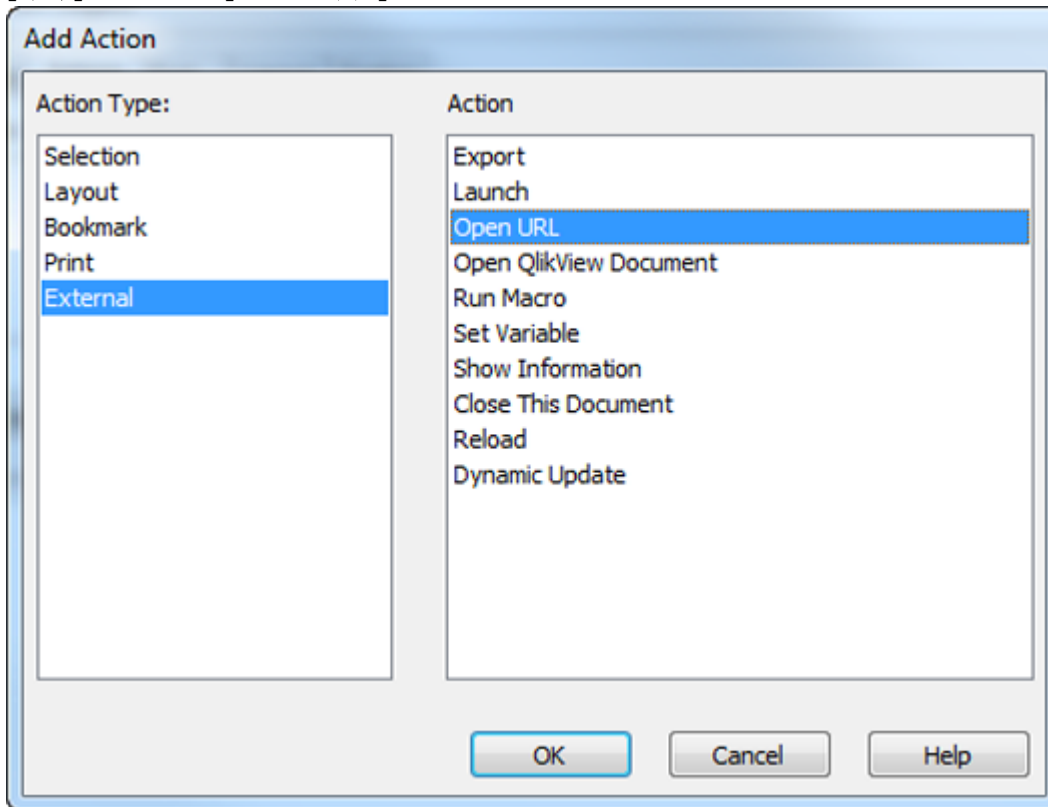 Add Action
Action Type:
Selection
Layout
Bookmark
Print
External
Action
Export
Launch
Open URL
Open QlikView Document
Run Macro
Set Variable
Show Information
Close This Document
Reload
Dynamic Update
OK
Cancel
Help